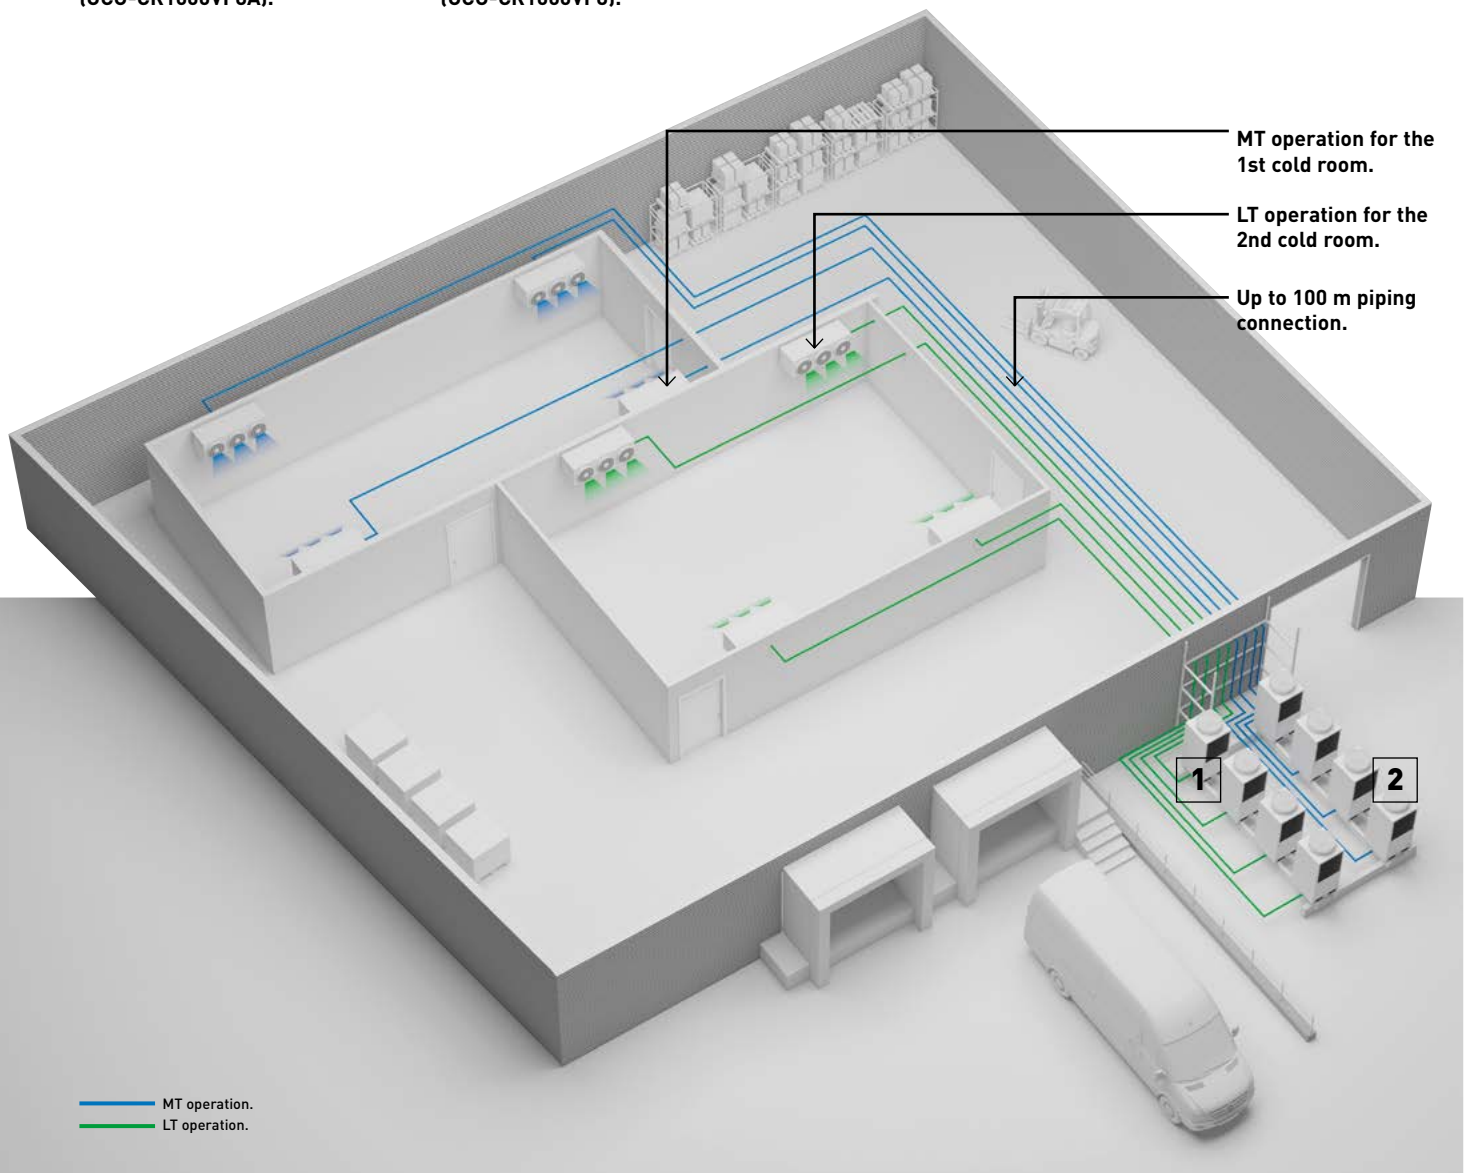 MT operation for the
1st cold room.
LT operation for the
2nd cold room.
Up to 100 m piping
connection.
1
2
MT operation.
LT operation.